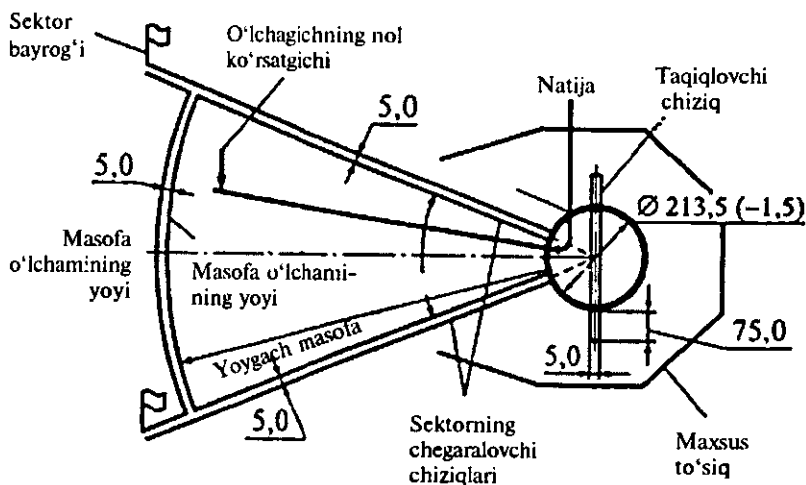 Sektor
bayrog‘i
O‘lchagichning nol
ko‘rsatgichi
Natija
Taqiqlovchi
chiziq
5,0
5,0
Ø 213,5 (−1,5)
Masofa
o‘lchamining
yoyi
Masofa o‘lchami-
ning yoyi
Yoygach masofa
75,0
5,0
5,0
Sektorning
chegaralovchi
chiziqlari
Maxsus
to‘siq